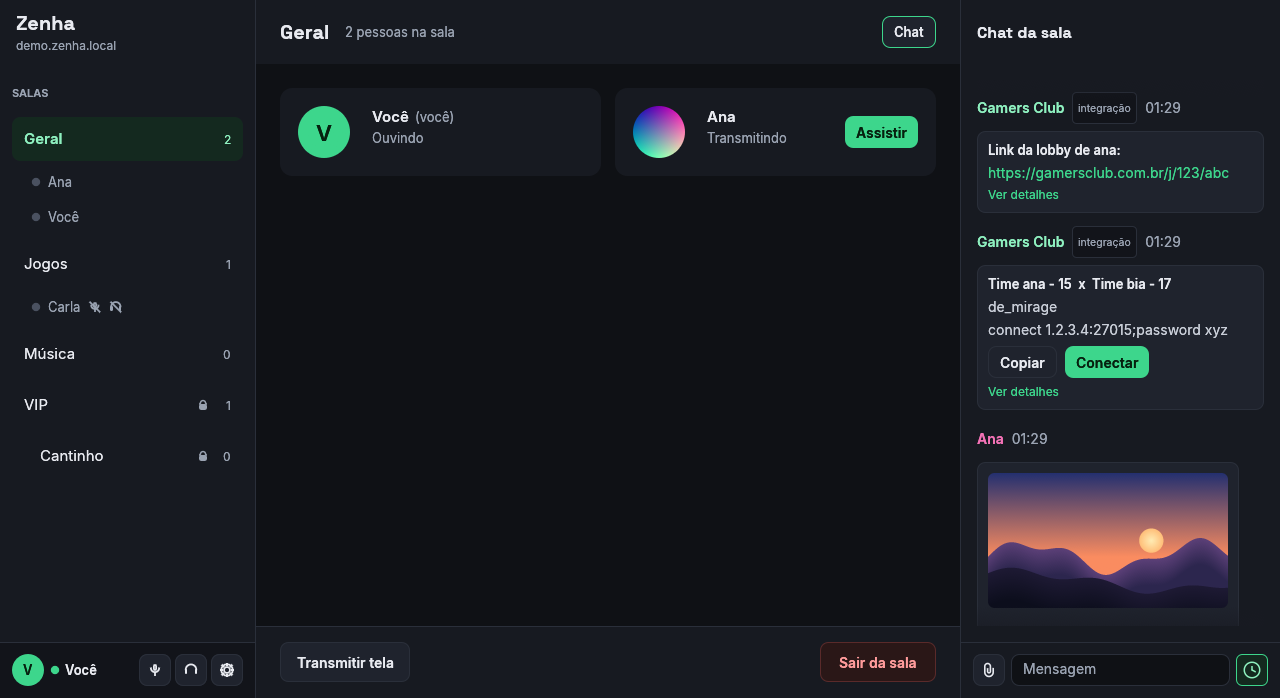 Zenha
demo.zenha.local
SALAS
Geral 2
Ana
Você
Jogos 1
Carla
Música 0
VIP 1
Cantinho 0
V Você
Geral 2 pessoas na sala Chat
V Você (você)
Ouvindo
Ana
Transmitindo
Assistir
Transmitir tela
Sair da sala
Chat da sala
Gamers Club integração 01:29
Link da lobby de ana:
https://gamersclub.com.br/j/123/abc
Ver detalhes
Gamers Club integração 01:29
Time ana - 15 x Time bia - 17
de_mirage
connect 1.2.3.4:27015;password xyz
Copiar Conectar
Ver detalhes
Ana 01:29
Mensagem